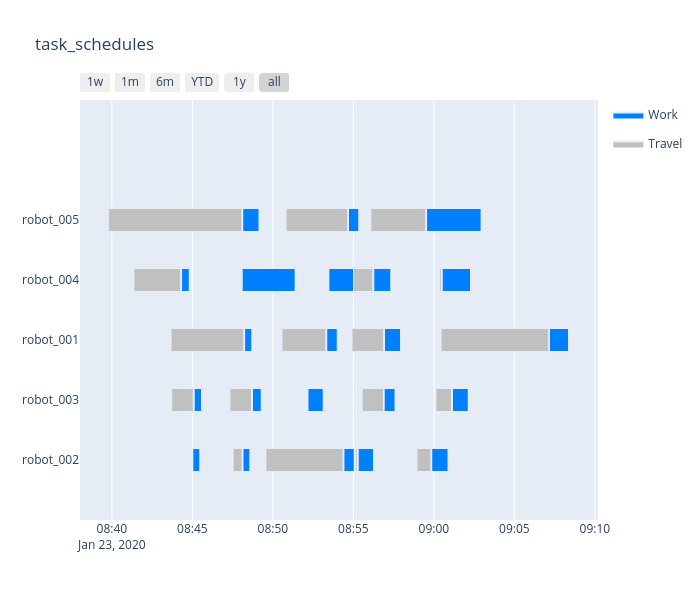 task_schedules
1w 1m 6m YTD 1y all
Work
Travel
robot_005
robot_004
robot_001
robot_003
robot_002
08:40 08:45 08:50 08:55 09:00 09:05 09:10
Jan 23, 2020